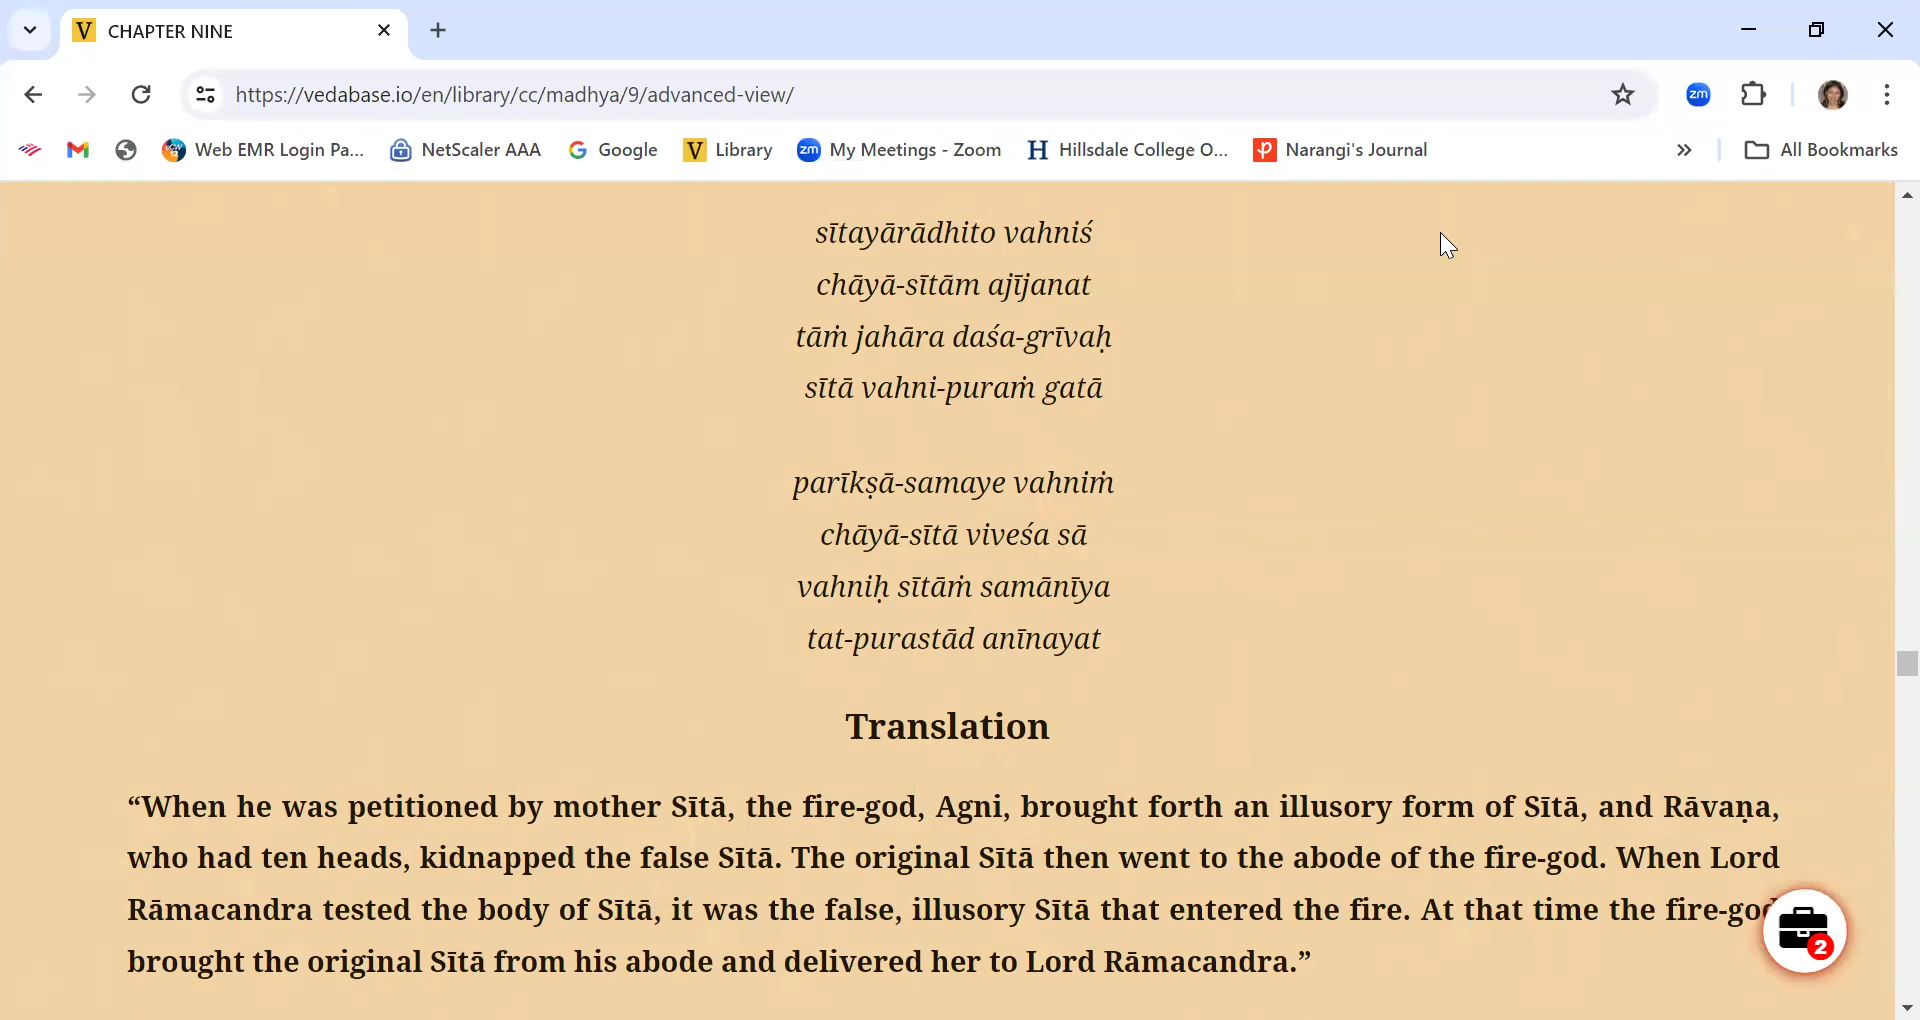 CHAPTER NINE
https://vedabase.io/en/library/cc/madhya/9/advanced-view/
zm
Web EMR Login Pa...
NetScaler AAA
Google
Library
My Meetings - Zoom
Hillsdale College O...
Narangi's Journal
All Bookmarks
sītayārādhito vahniś
chāyā-sītām ajījanat
tāṁ jahāra daśa-grīvaḥ
sītā vahni-puraṁ gatā
parīkṣā-samaye vahniṁ
chāyā-sītā viveśa sā
vahniḥ sītāṁ samānīya
tat-purastād anīnayat
Translation
“When he was petitioned by mother Sītā, the fire-god, Agni, brought forth an illusory form of Sītā, and Rāvaṇa,
who had ten heads, kidnapped the false Sītā. The original Sītā then went to the abode of the fire-god. When Lord
Rāmacandra tested the body of Sītā, it was the false, illusory Sītā that entered the fire. At that time the fire-god
brought the original Sītā from his abode and delivered her to Lord Rāmacandra.”
2